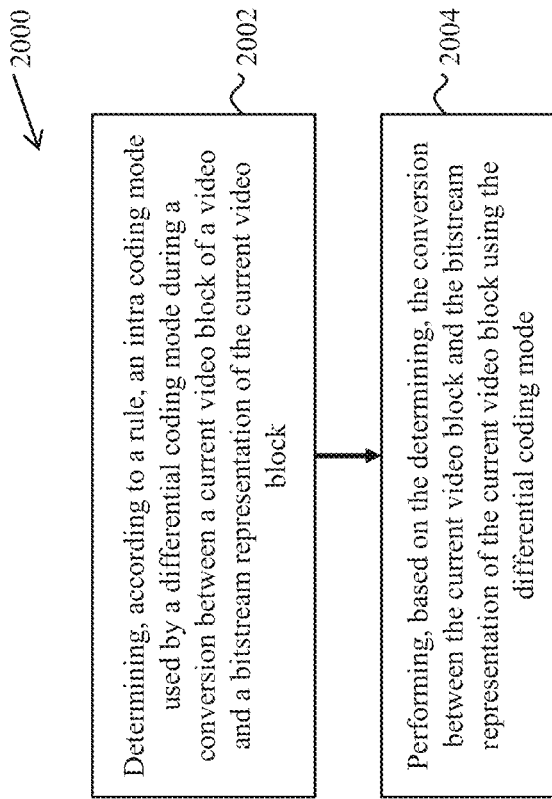 2000
Determining, according to a rule, an intra coding mode
used by a differential coding mode during a
conversion between a current video block of a video
and a bitstream representation of the current video
block
2002
Performing, based on the determining, the conversion
between the current video block and the bitstream
representation of the current video block using the
differential coding mode
2004